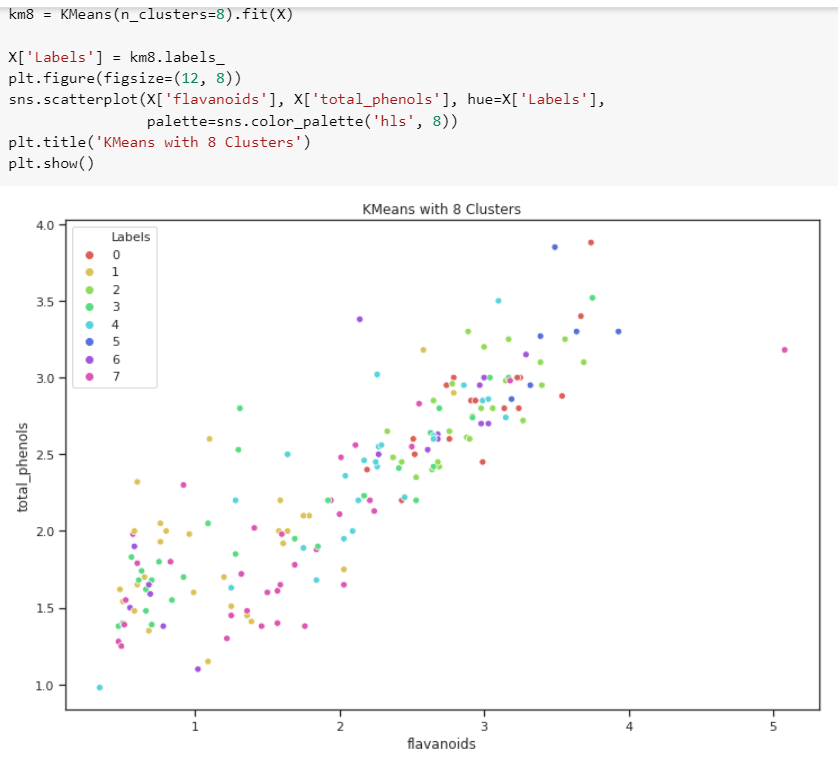 km8 = KMeans(n_clusters=8).fit(X)
X['Labels'] = km8.labels_
plt.figure(figsize=(12, 8))
sns.scatterplot(X['flavanoids'], X['total_phenols'], hue=X['Labels'],
palette=sns.color_palette('hls', 8))
plt.title('KMeans with 8 Clusters')
plt.show()
KMeans with 8 Clusters
Labels
0
1
2
3
4
5
6
7
4.0
3.5
3.0
2.5
2.0
1.5
1.0
total_phenols
1 2 3 4 5
flavanoids